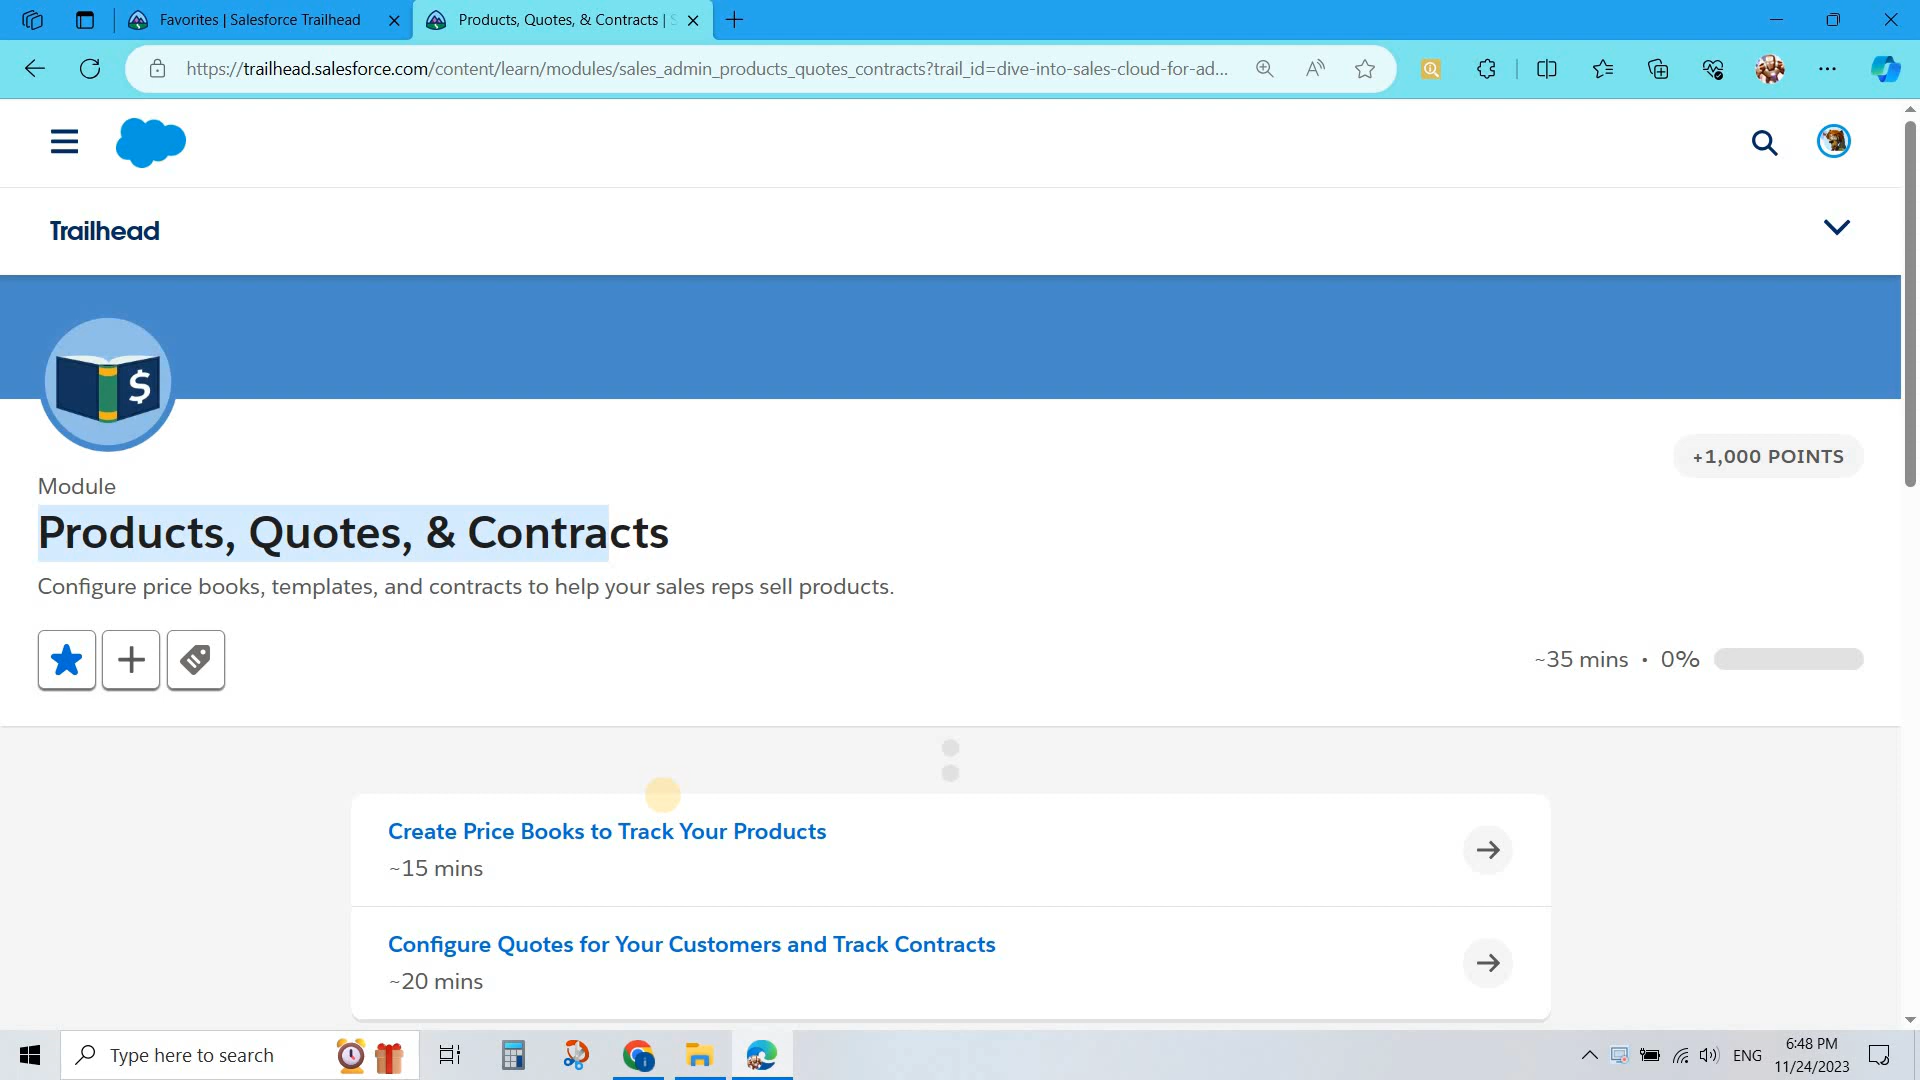 Favorites | Salesforce Trailhead
Products, Quotes, & Contracts |
https://trailhead.salesforce.com/content/learn/modules/sales_admin_products_quotes_contracts?trail_id=dive-into-sales-cloud-for-ad...
Trailhead
$
+1,000 POINTS
Module
Products, Quotes, & Contracts
Configure price books, templates, and contracts to help your sales reps sell products.
~35 mins • 0%
Create Price Books to Track Your Products
~15 mins
Configure Quotes for Your Customers and Track Contracts
~20 mins
Type here to search
ENG
6:48 PM
11/24/2023